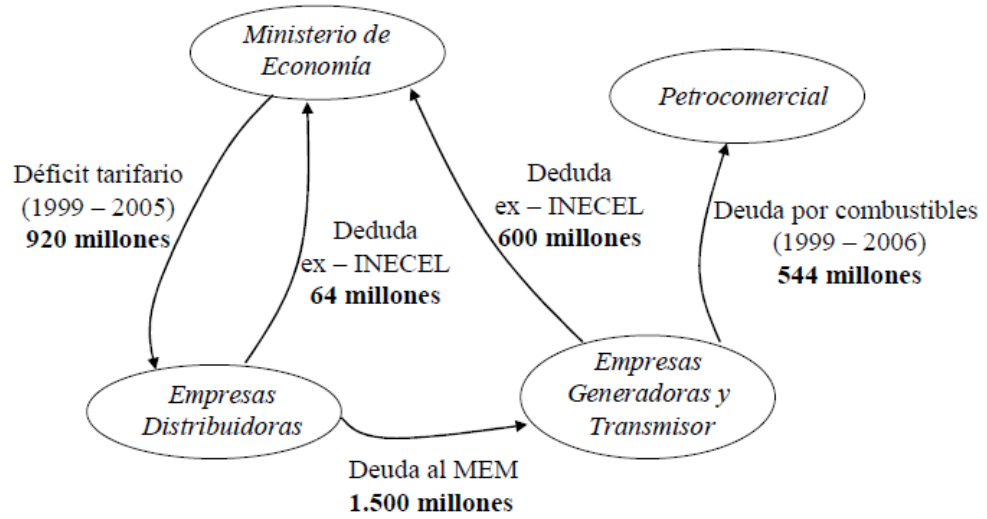 Ministerio de
Economía
Petrocomercial
Déficit tarifario
(1999 – 2005)
920 millones
Deduda
ex – INECEL
64 millones
Deduda
ex – INECEL
600 millones
Deuda por combustibles
(1999 – 2006)
544 millones
Empresas
Distribuidoras
Empresas
Generadoras y
Transmisor
Deuda al MEM
1.500 millones